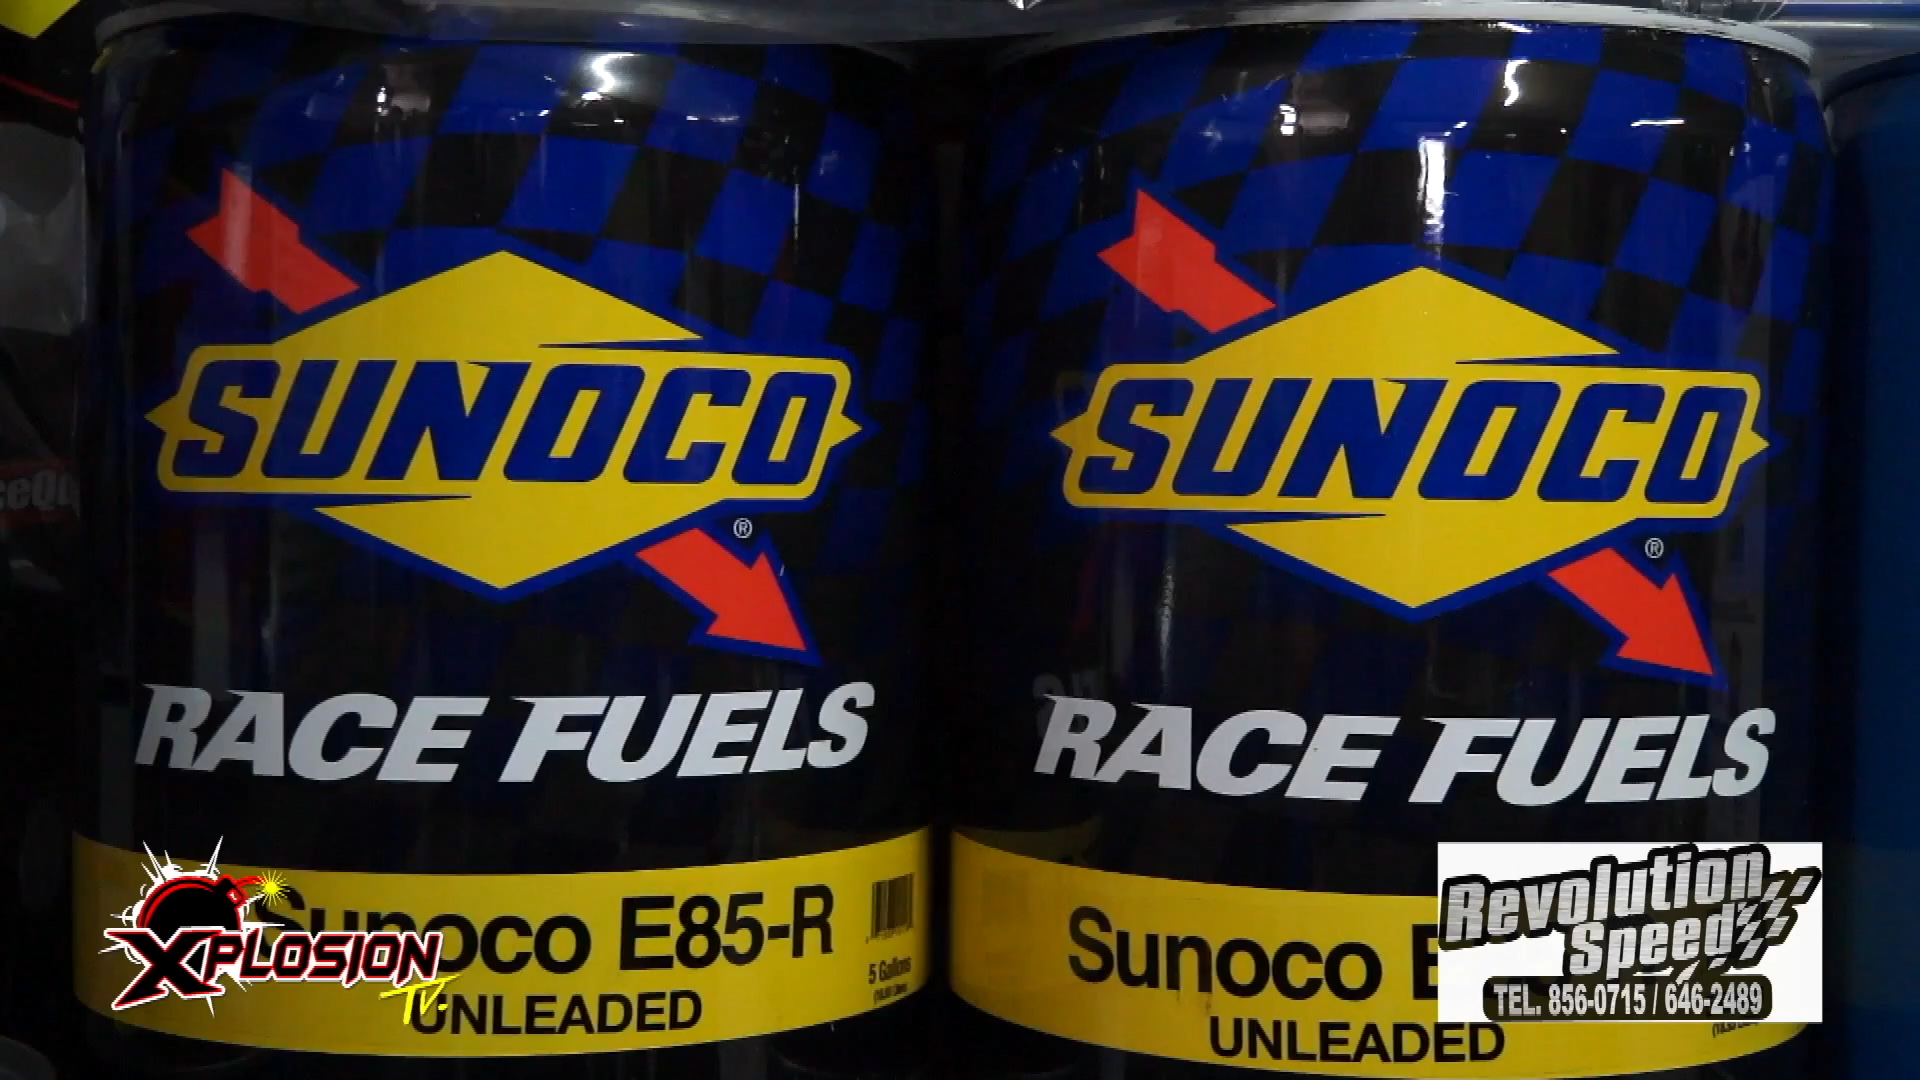 SUNOCO
®
RACE FUELS
Sunoco E85-R
5 Gallons
UNLEADED
SUNOCO
®
RACE FUELS
Sunoco E
UNLEADED
XPLOSION
TV.
Revolution
Speed
TEL. 856-0715 / 646-2489